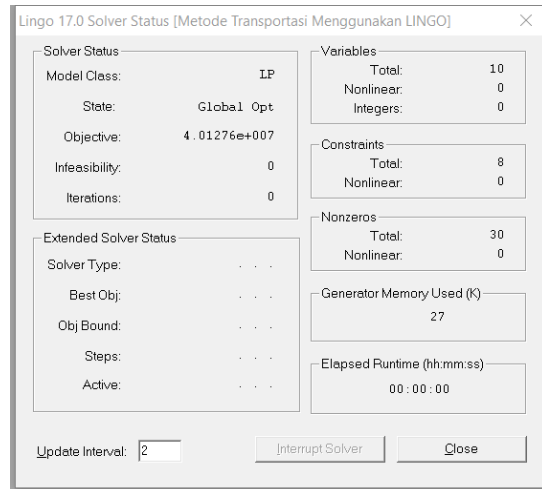 Lingo 17.0 Solver Status [Metode Transportasi Menggunakan LINGO]
Solver Status
Model Class: LP
State: Global Opt
Objective: 4.01276e+007
Infeasibility: 0
Iterations: 0
Extended Solver Status
Solver Type: . . .
Best Obj: . . .
Obj Bound: . . .
Steps: . . .
Active: . . .
Variables
Total: 10
Nonlinear: 0
Integers: 0
Constraints
Total: 8
Nonlinear: 0
Nonzeros
Total: 30
Nonlinear: 0
Generator Memory Used (K)
27
Elapsed Runtime (hh:mm:ss)
00:00:00
Update Interval: 2
Interrupt Solver
Close